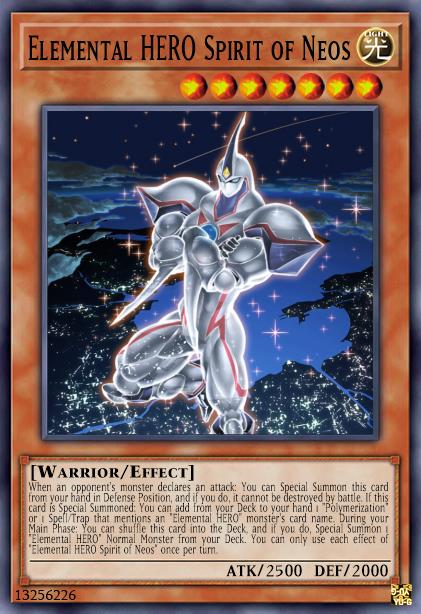 Elemental HERO Spirit of Neos
LIGHT
光
[Warrior/Effect]
When an opponent's monster declares an attack: You can Special Summon this card
from your hand in Defense Position, and if you do, it cannot be destroyed by battle. If this
card is Special Summoned: You can add from your Deck to your hand 1 "Polymerization"
or 1 Spell/Trap that mentions an "Elemental HERO" monster's card name. During your
Main Phase: You can shuffle this card into the Deck, and if you do, Special Summon 1
"Elemental HERO" Normal Monster from your Deck. You can only use each effect of
"Elemental HERO Spirit of Neos" once per turn.
ATK/2500 DEF/2000
13256226